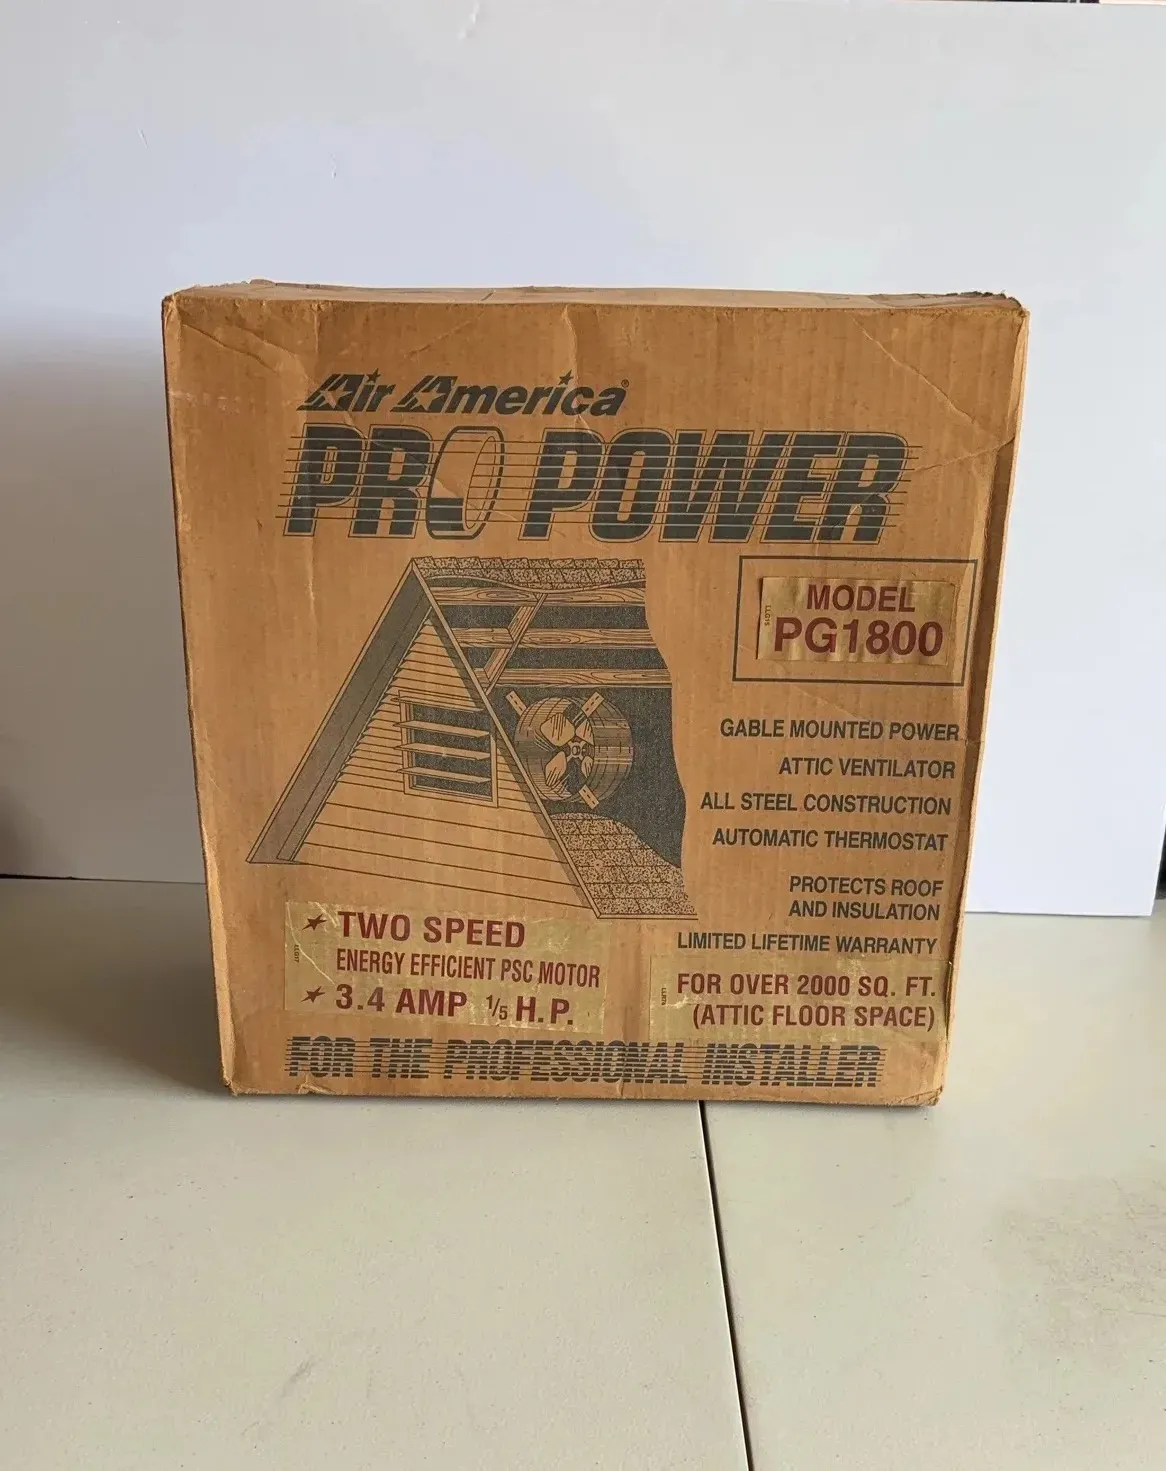 Air America®
PRO POWER
MODEL
PG1800
GABLE MOUNTED POWER
ATTIC VENTILATOR
ALL STEEL CONSTRUCTION
AUTOMATIC THERMOSTAT
PROTECTS ROOF
AND INSULATION
LIMITED LIFETIME WARRANTY
TWO SPEED
ENERGY EFFICIENT PSC MOTOR
3.4 AMP 1/5 H.P.
FOR OVER 2000 SQ. FT.
(ATTIC FLOOR SPACE)
FOR THE PROFESSIONAL INSTALLER